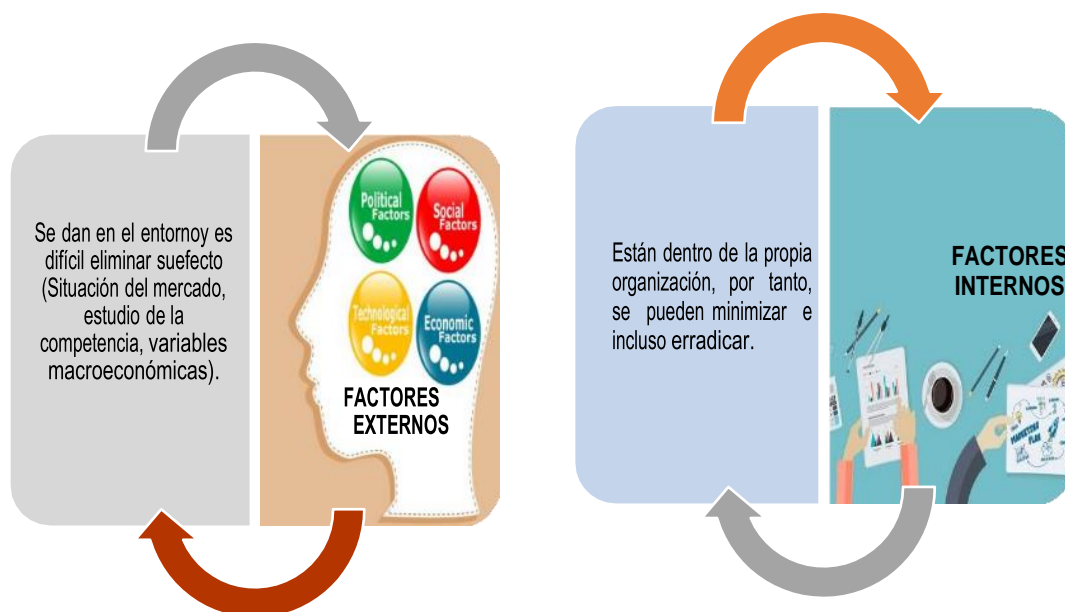 Se dan en el entornoy es
difícil eliminar suefecto
(Situación del mercado,
estudio de la
competencia, variables
macroeconómicas).
Political
Factors
Social
Factors
Technological
Factors
Economic
Factors
FACTORES
EXTERNOS
Están dentro de la propia
organización, por tanto,
se pueden minimizar e
incluso erradicar.
FACTORES
INTERNOS
MARKETING
PLAN